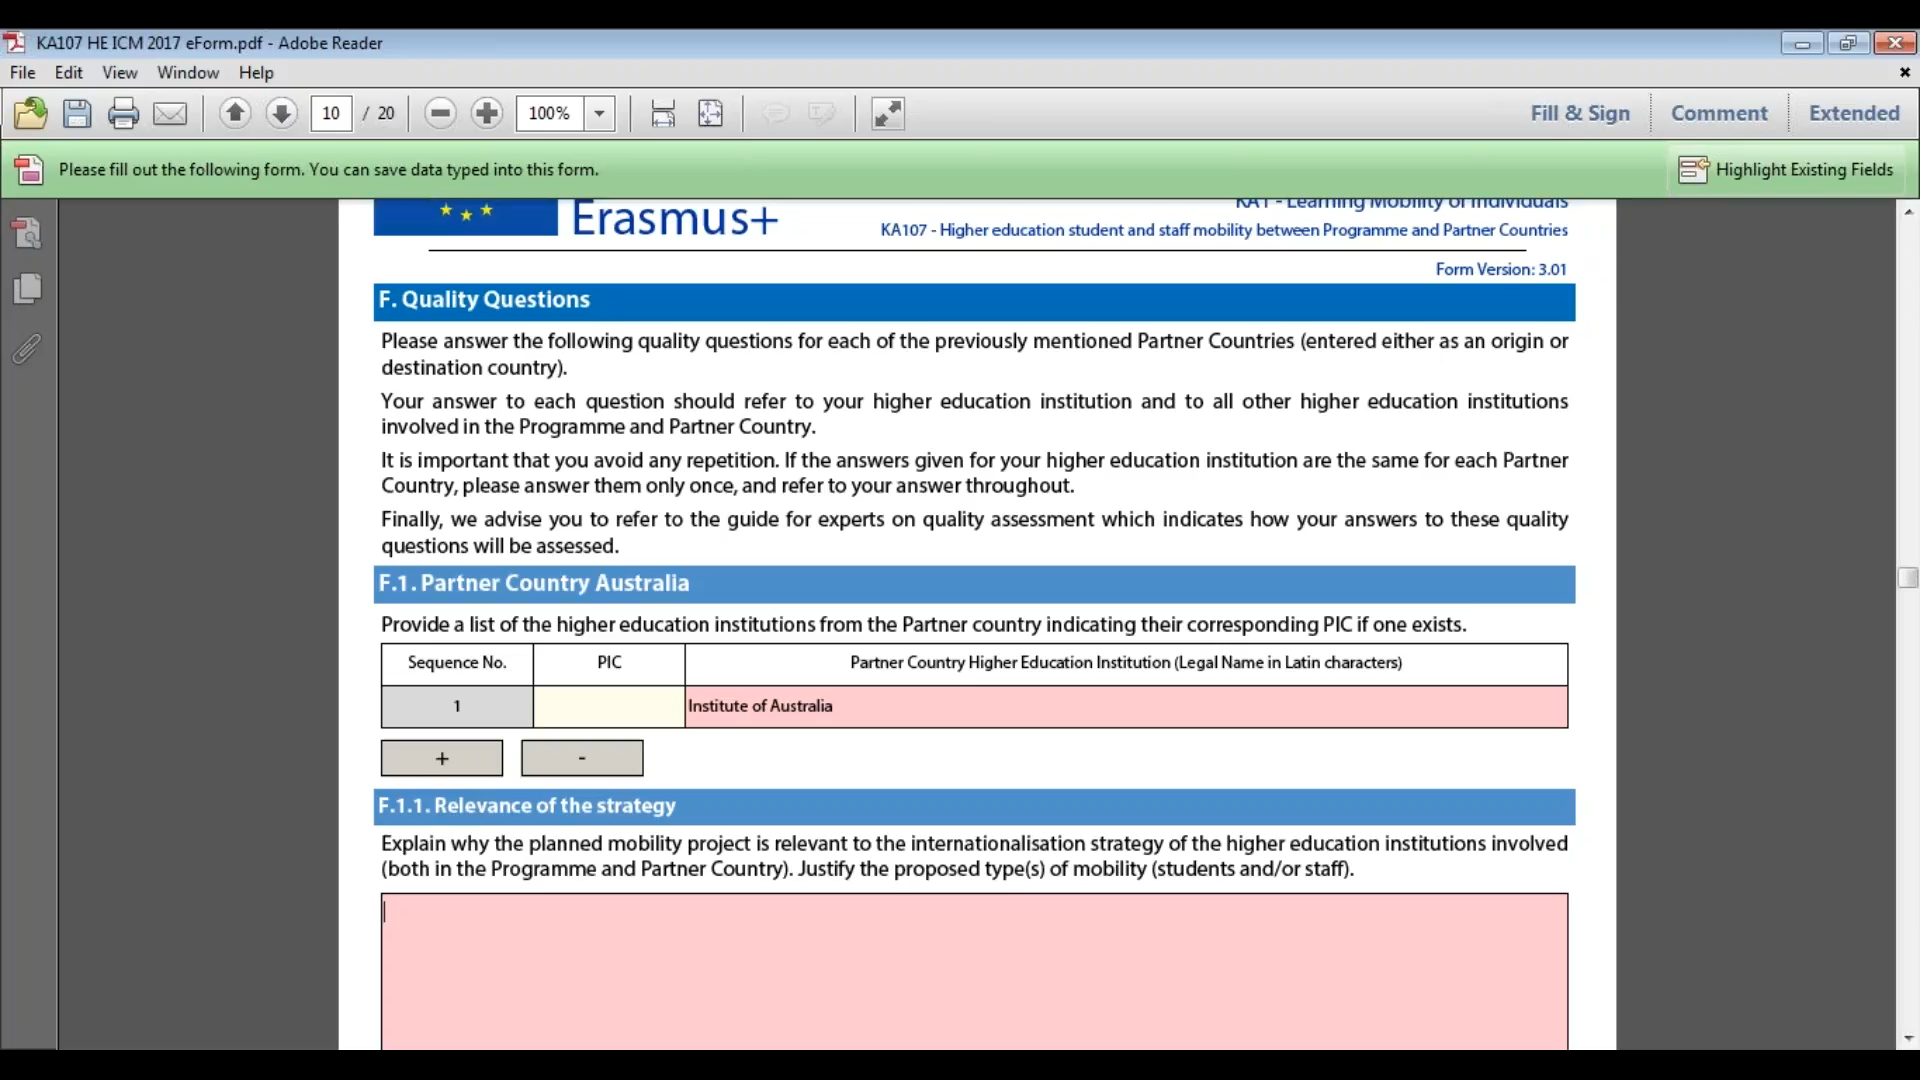 KA107 HE ICM 2017 eForm.pdf - Adobe Reader
File Edit View Window Help
10 / 20 100% Fill & Sign Comment Extended
Please fill out the following form. You can save data typed into this form. Highlight Existing Fields
Erasmus+
KA1 - Learning Mobility of Individuals
KA107 - Higher education student and staff mobility between Programme and Partner Countries
Form Version: 3.01
F. Quality Questions
Please answer the following quality questions for each of the previously mentioned Partner Countries (entered either as an origin or
destination country).
Your answer to each question should refer to your higher education institution and to all other higher education institutions
involved in the Programme and Partner Country.
It is important that you avoid any repetition. If the answers given for your higher education institution are the same for each Partner
Country, please answer them only once, and refer to your answer throughout.
Finally, we advise you to refer to the guide for experts on quality assessment which indicates how your answers to these quality
questions will be assessed.
F.1. Partner Country Australia
Provide a list of the higher education institutions from the Partner country indicating their corresponding PIC if one exists.
Sequence No. PIC Partner Country Higher Education Institution (Legal Name in Latin characters)
1 Institute of Australia
+ -
F.1.1. Relevance of the strategy
Explain why the planned mobility project is relevant to the internationalisation strategy of the higher education institutions involved
(both in the Programme and Partner Country). Justify the proposed type(s) of mobility (students and/or staff).